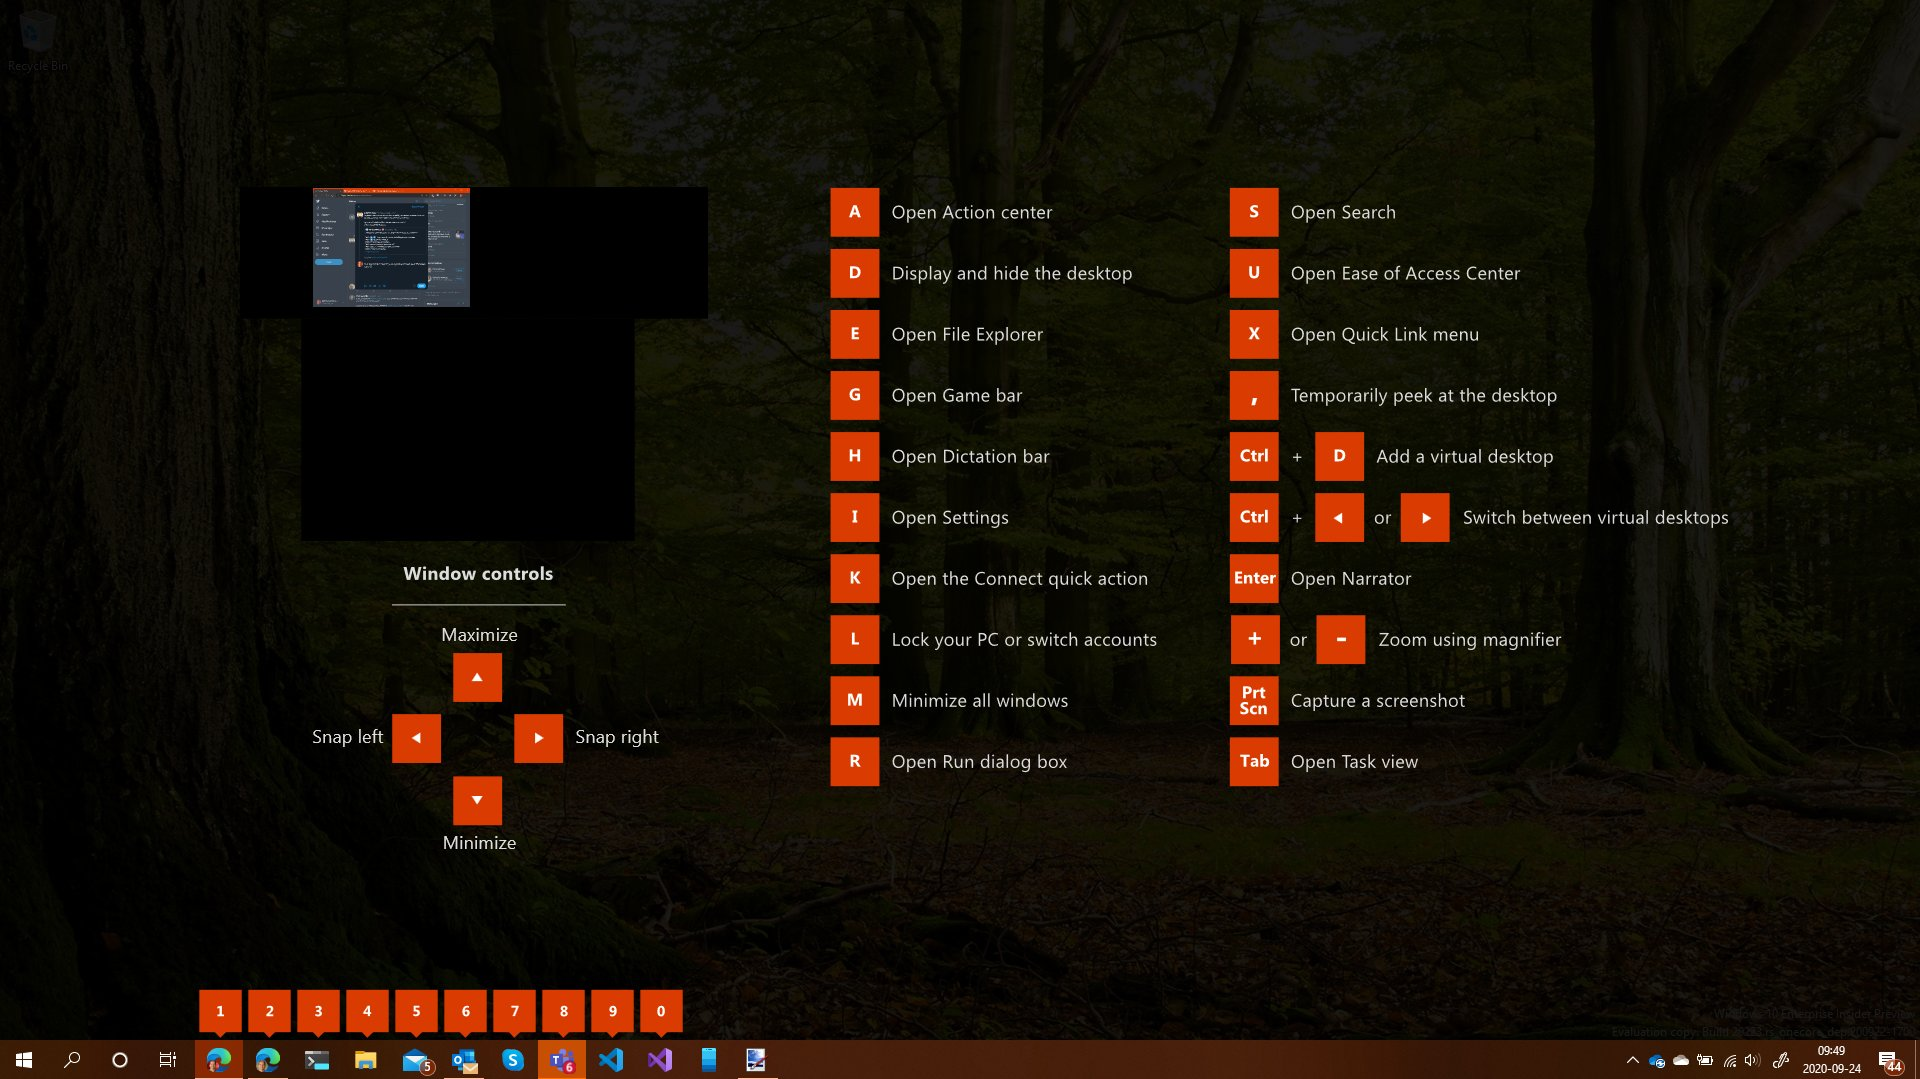 Recycle Bin
A Open Action center
D Display and hide the desktop
E Open File Explorer
G Open Game bar
H Open Dictation bar
I Open Settings
K Open the Connect quick action
L Lock your PC or switch accounts
M Minimize all windows
R Open Run dialog box
S Open Search
U Open Ease of Access Center
X Open Quick Link menu
, Temporarily peek at the desktop
Ctrl + D Add a virtual desktop
Ctrl + ◄ or ► Switch between virtual desktops
Enter Open Narrator
+ or - Zoom using magnifier
Prt Scn Capture a screenshot
Tab Open Task view
Window controls
Maximize
Snap left
Snap right
Minimize
1 2 3 4 5 6 7 8 9 0
Windows 10 Enterprise Insider Preview
Evaluation copy. Build
5
6
09:49
2020-09-24
44